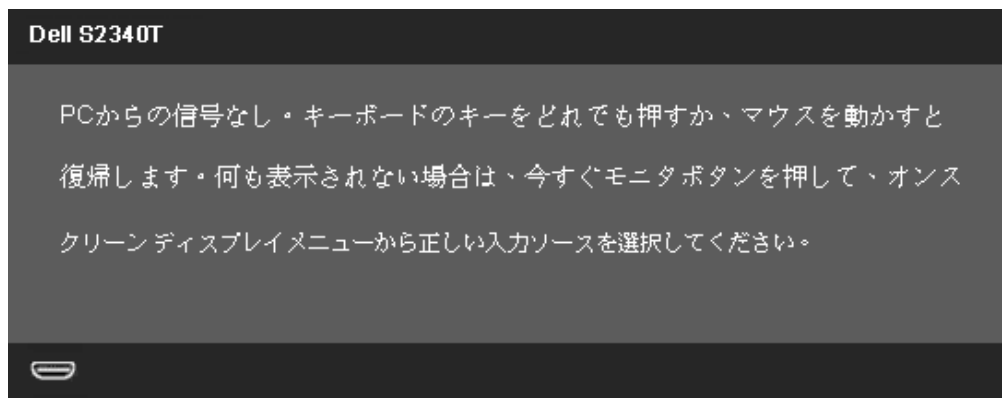 Dell S2340T
PCからの信号なし。キーボードのキーをどれでも押すか、マウスを動かすと
復帰します。何も表示されない場合は、今すぐモニタボタンを押して、オンス
クリーンディスプレイメニューから正しい入力ソースを選択してください。